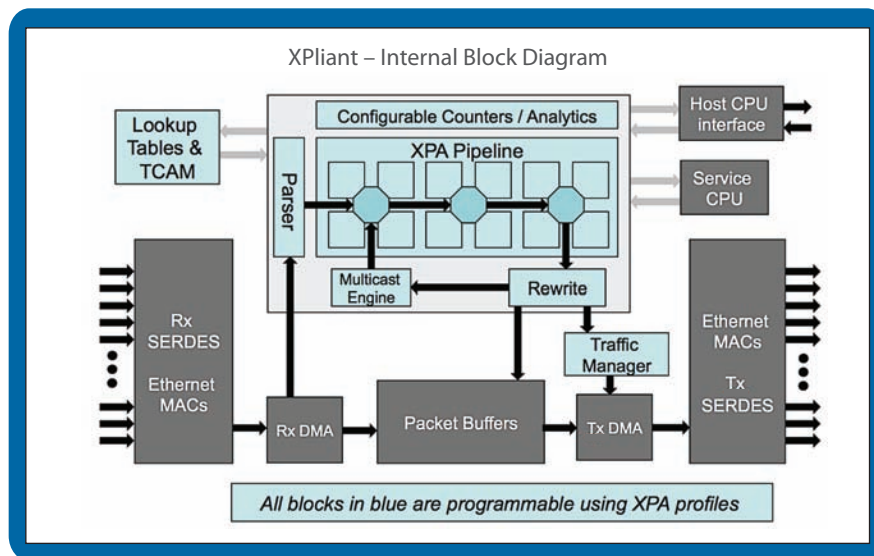 XPliant – Internal Block Diagram
Lookup
Tables &
TCAM
Configurable Counters / Analytics
XPA Pipeline
Parser
Multicast
Engine
Rewrite
Host CPU
interface
Service
CPU
Rx
SERDES
Ethernet
MACs
Rx DMA
Packet Buffers
Traffic
Manager
Tx DMA
Ethernet
MACs
Tx
SERDES
All blocks in blue are programmable using XPA profiles